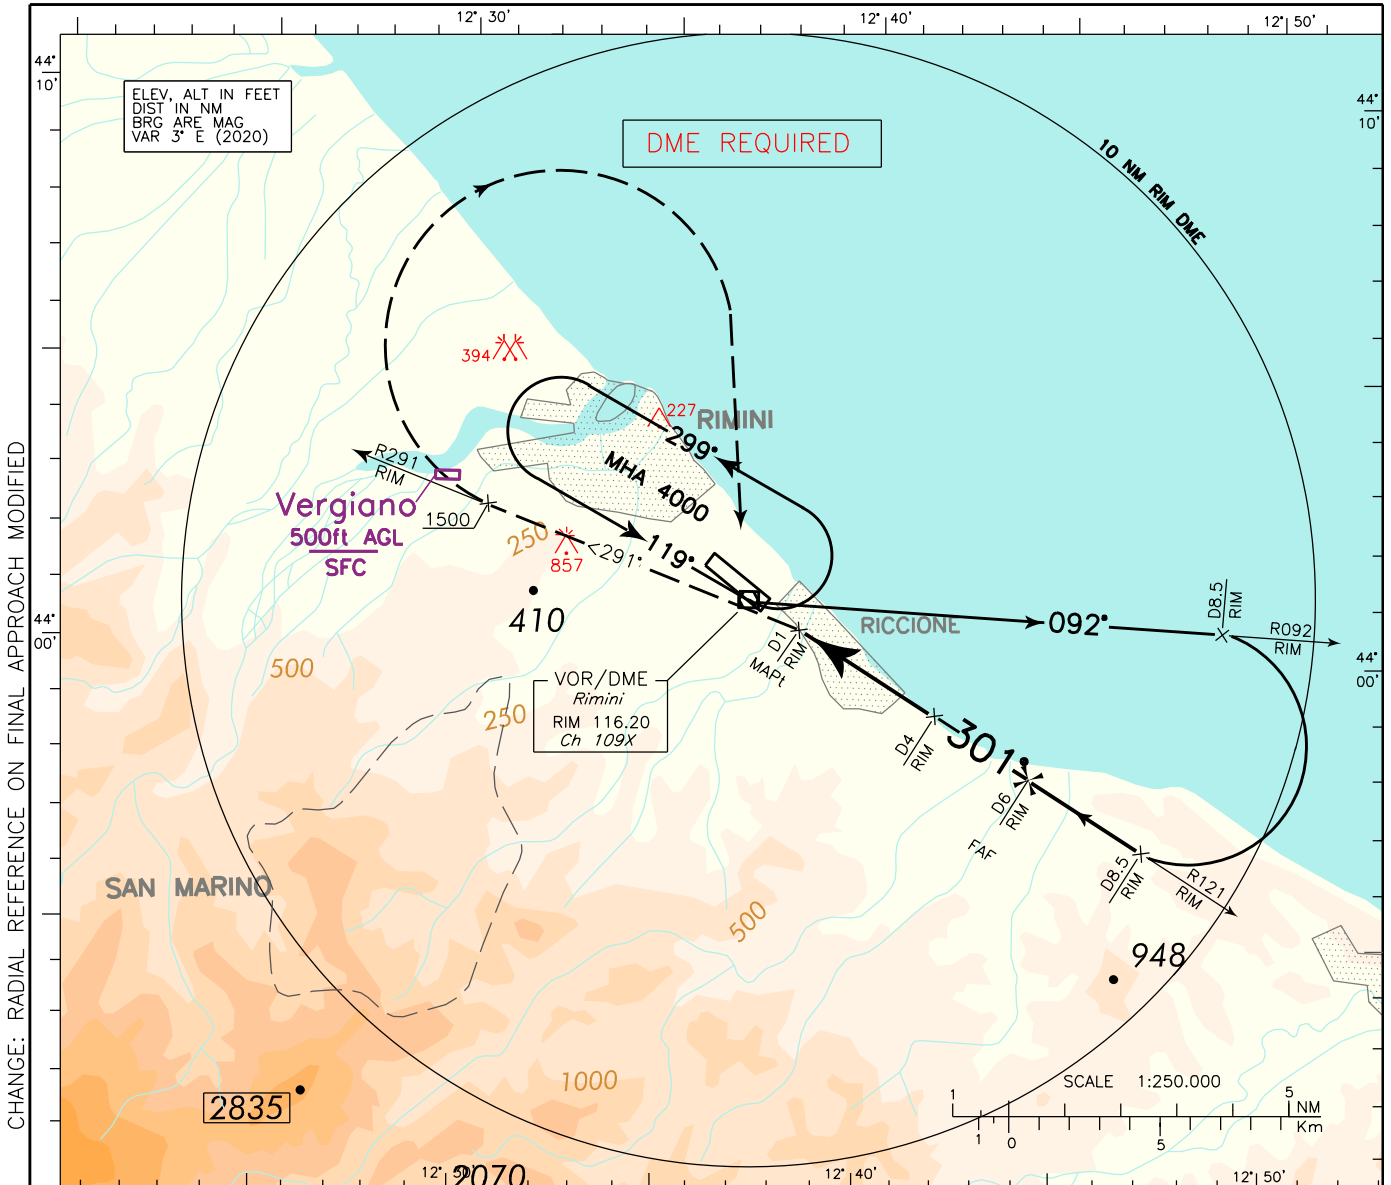 12° 30'
12° 40'
12° 50'
44°
10'
44°
10'
ELEV, ALT IN FEET
DIST IN NM
BRG ARE MAG
VAR 3° E (2020)
DME REQUIRED
10 NM RIM DME
394
227
RIMINI
299°
MHA 4000
R291
RIM
Vergiano
500ft AGL
SFC
1500
250
857
<291°
119°
410
44°
00'
D8.5
RIM
092°
R092
RIM
RICCIONE
D1
RIM
MAPt
44°
00'
500
250
VOR/DME
Rimini
RIM 116.20
Ch 109X
D4
RIM
301°
D6
RIM
FAF
D8.5
RIM
R121
RIM
SAN MARINO
500
948
1000
2835
SCALE 1:250.000
1
5
NM
Km
1
0
5
12° 30'
2070
12° 40'
12° 50'
CHANGE: RADIAL REFERENCE ON FINAL APPROACH MODIFIED